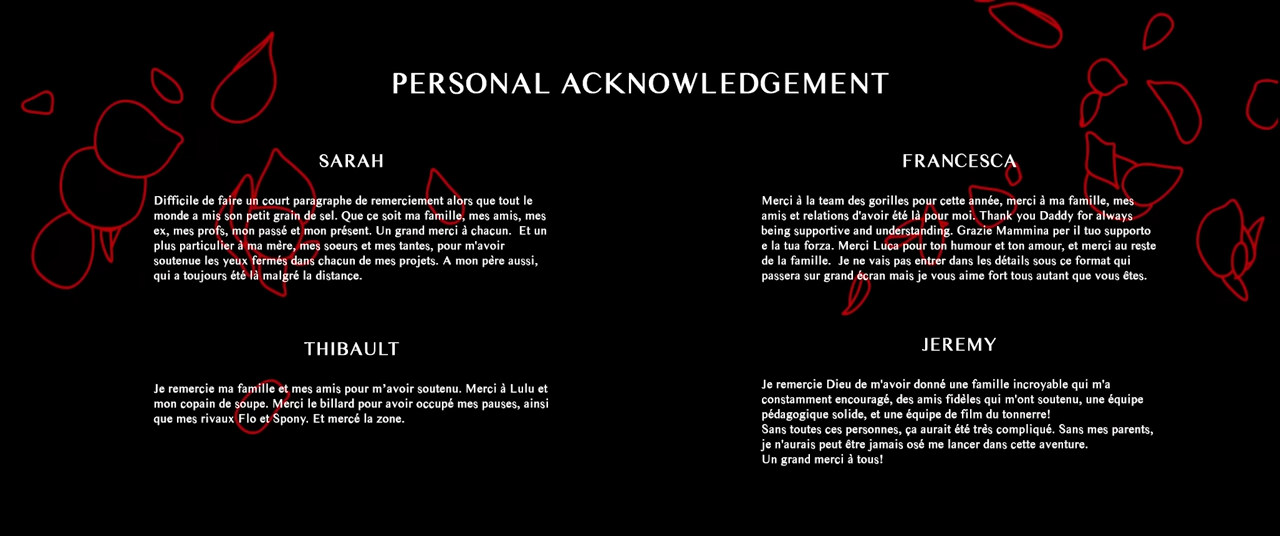 PERSONAL ACKNOWLEDGEMENT
SARAH
Difficile de faire un court paragraphe de remerciement alors que tout le
monde a mis son petit grain de sel. Que ce soit ma famille, mes amis, mes
ex, mes profs, mon passé et mon présent. Un grand merci à chacun. Et un
plus particulier à ma mère, mes soeurs et mes tantes, pour m'avoir
soutenue les yeux fermés dans chacun de mes projets. A mon père aussi,
qui a toujours été là malgré la distance.
THIBAULT
Je remercie ma famille et mes amis pour m'avoir soutenu. Merci à Lulu et
mon copain de soupe. Merci le billard pour avoir occupé mes pauses, ainsi
que mes rivaux Flo et Spony. Et mercé la zone.
FRANCESCA
Merci à la team des gorilles pour cette année, merci à ma famille, mes
amis et relations d'avoir été là pour moi. Thank you Daddy for always
being supportive and understanding. Grazie Mammina per il tuo supporto
e la tua forza. Merci Luca pour ton humour et ton amour, et merci au reste
de la famille. Je ne vais pas entrer dans les détails sous ce format qui
passera sur grand écran mais je vous aime fort tous autant que vous êtes.
JEREMY
Je remercie Dieu de m'avoir donné une famille incroyable qui m'a
constamment encouragé, des amis fidèles qui m'ont soutenu, une équipe
pédagogique solide, et une équipe de film du tonnerre!
Sans toutes ces personnes, ça aurait été très compliqué. Sans mes parents,
je n'aurais peut être jamais osé me lancer dans cette aventure.
Un grand merci à tous!